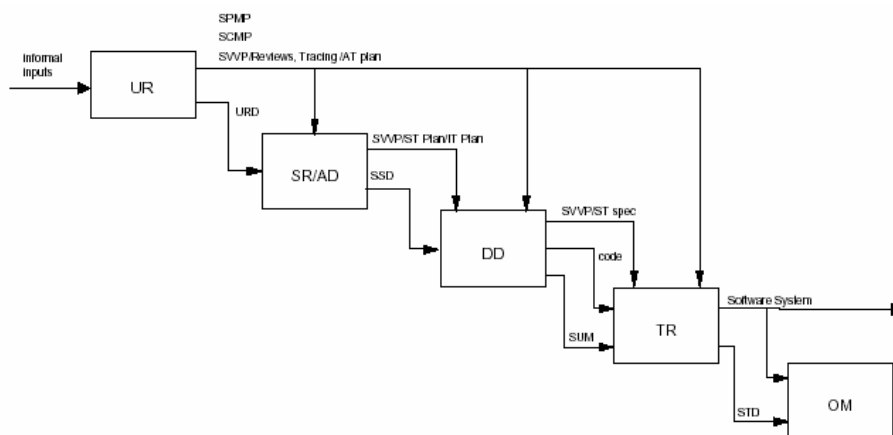 SPMP
SCMP
SVVP/Reviews, Tracing /AT plan
Informal
inputs
UR
URD
SVVP/ST Plan/IT Plan
SR/AD
SSD
SVVP/ST spec
DD
code
Software System
TR
SUM
STD
OM